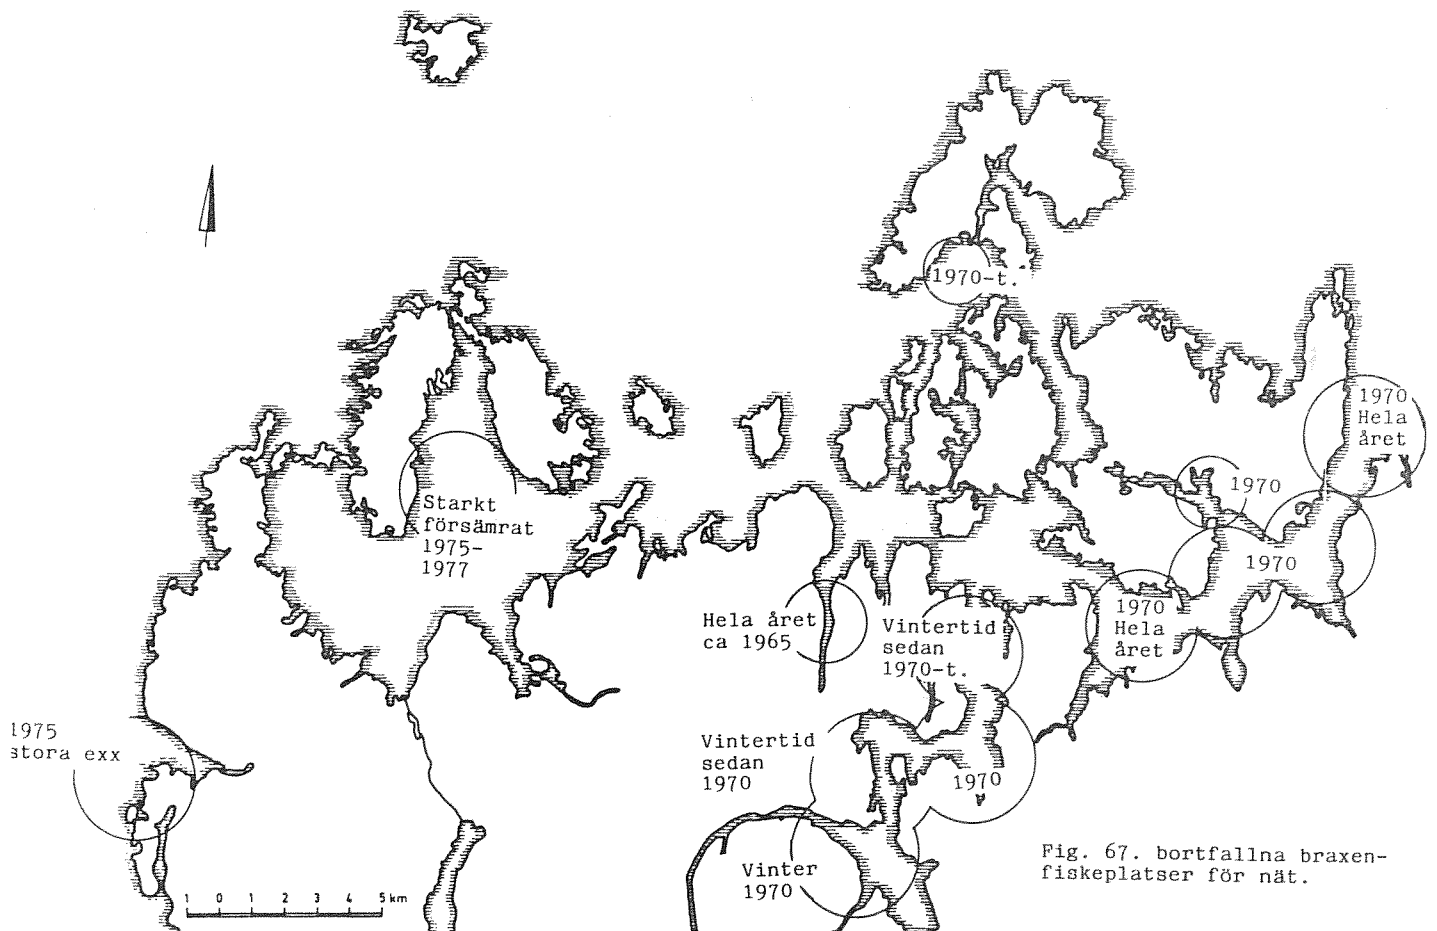 1970-t.
1970
Hela
året
1970
1970
Starkt
försämrat
1975-
1977
1970
Hela
året
Hela året
ca 1965
Vintertid
sedan
1970-t.
1975
stora exx
Vintertid
sedan
1970
1970
Vinter
1970
Fig. 67. bortfallna braxen-
fiskeplatser för nät.
1 0 1 2 3 4 5 km